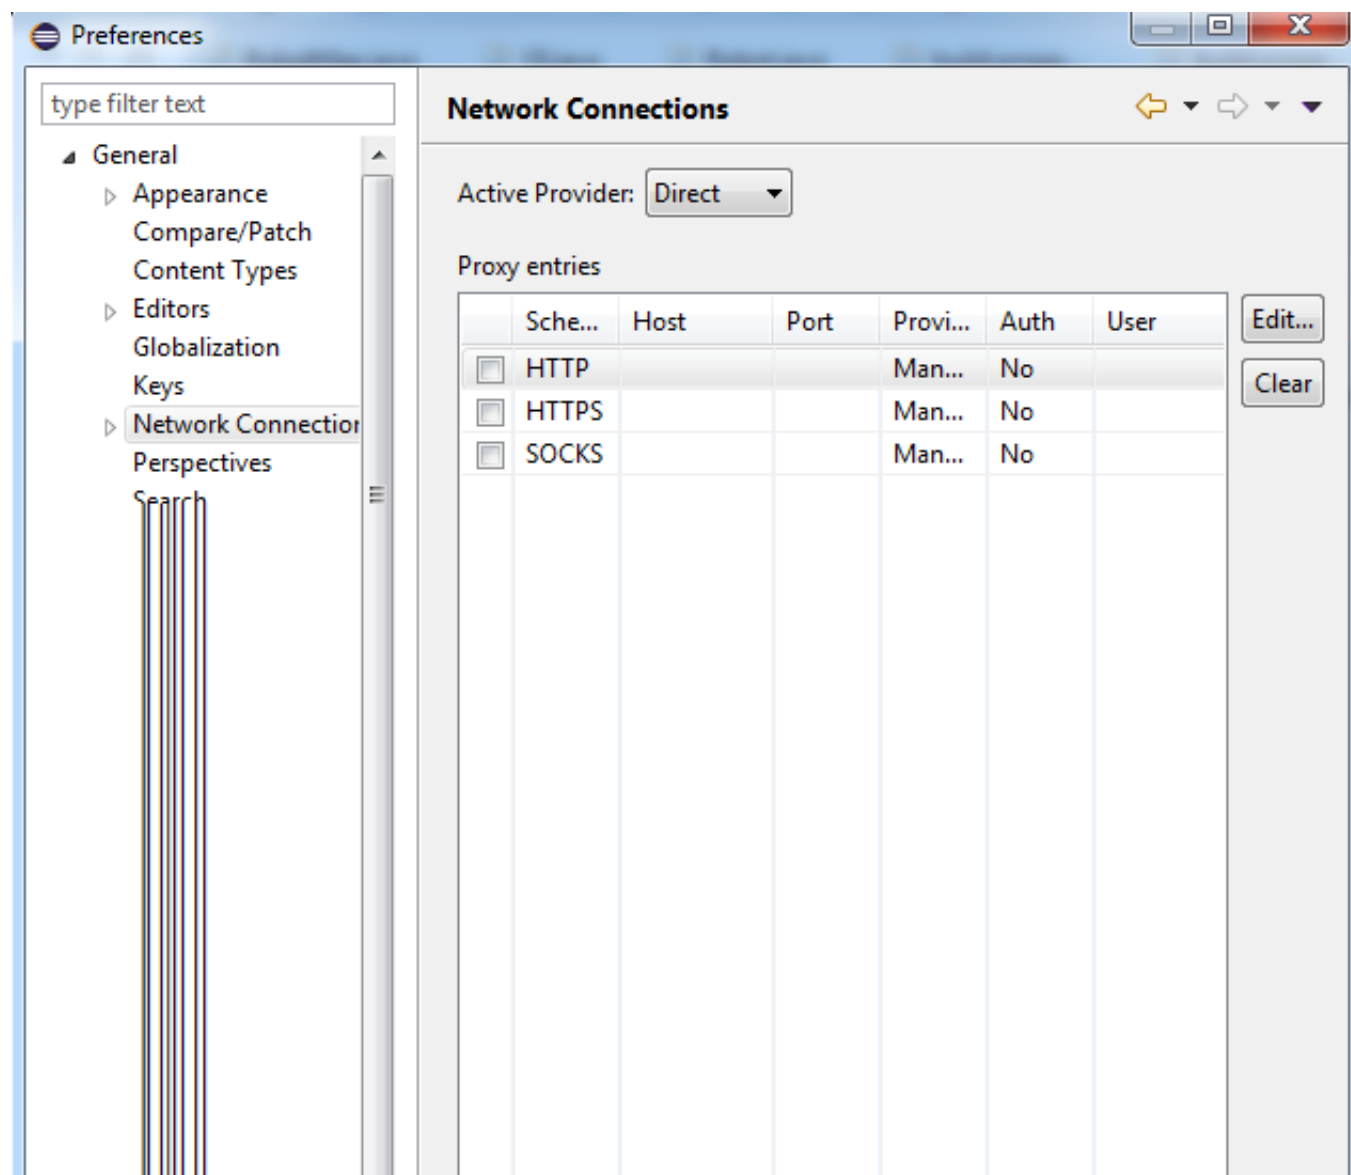 Preferences
type filter text
General
Appearance
Compare/Patch
Content Types
Editors
Globalization
Keys
Network Connection
Perspectives
Search
Network Connections
Active Provider: Direct
Proxy entries
Sche... Host Port Provi... Auth User
HTTP Man... No
HTTPS Man... No
SOCKS Man... No
Edit...
Clear